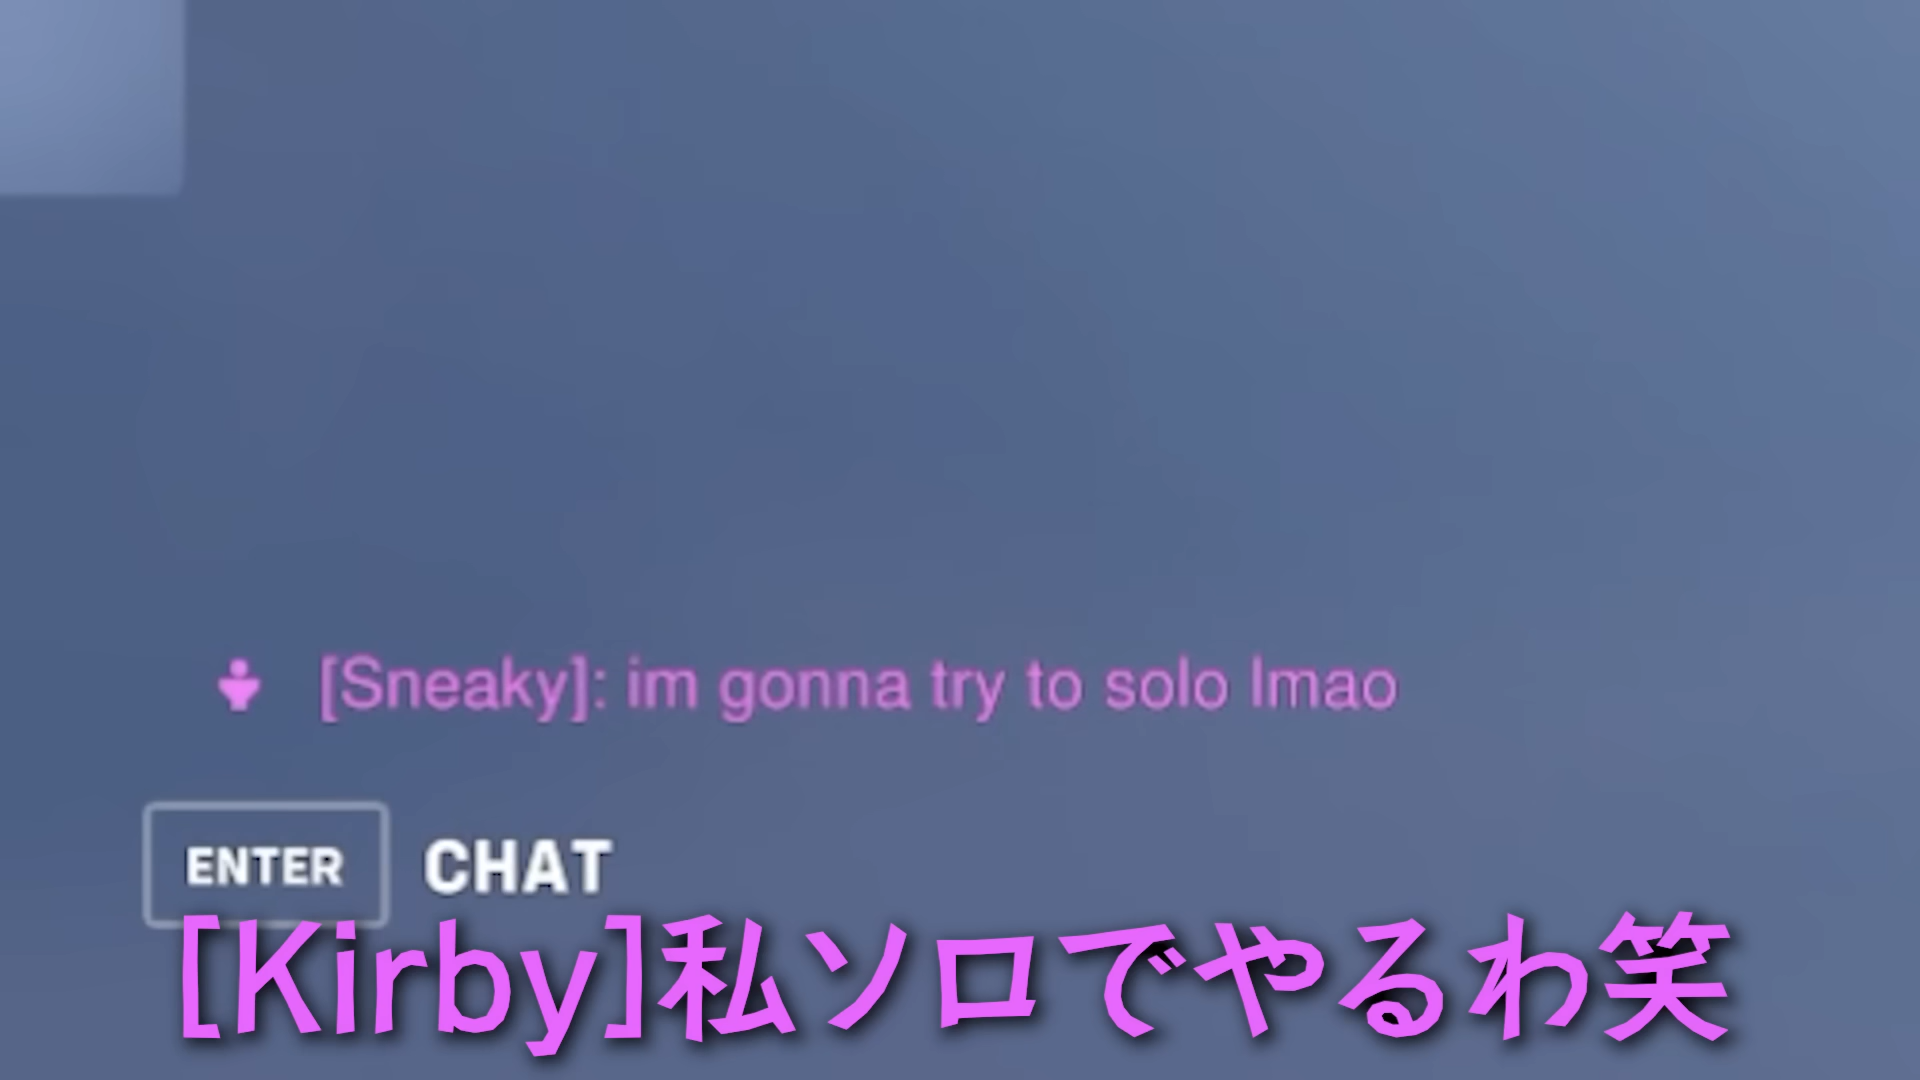 [Sneaky]: im gonna try to solo lmao
ENTER CHAT
[Kirby]私ソロでやるわ笑